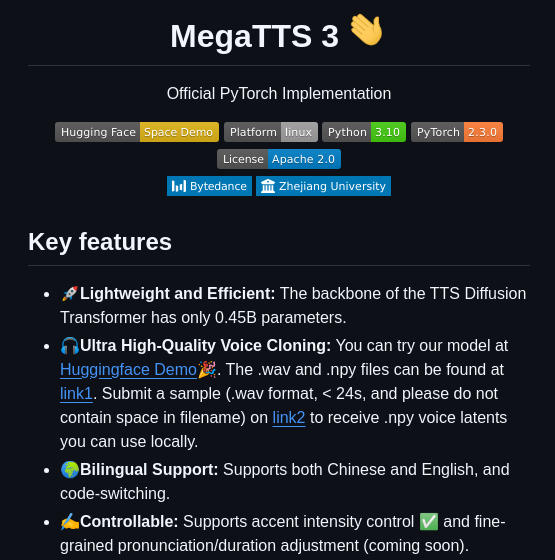 MegaTTS 3 👋
Official PyTorch Implementation
Hugging Face Space Demo Platform linux Python 3.10 PyTorch 2.3.0
License Apache 2.0
Bytedance Zhejiang University
Key features
• 🚀Lightweight and Efficient: The backbone of the TTS Diffusion
Transformer has only 0.45B parameters.
• 🎧Ultra High-Quality Voice Cloning: You can try our model at
Huggingface Demo🎉. The .wav and .npy files can be found at
link1. Submit a sample (.wav format, < 24s, and please do not
contain space in filename) on link2 to receive .npy voice latents
you can use locally.
• 🌍Bilingual Support: Supports both Chinese and English, and
code-switching.
• ✍️Controllable: Supports accent intensity control ✅ and fine-
grained pronunciation/duration adjustment (coming soon).